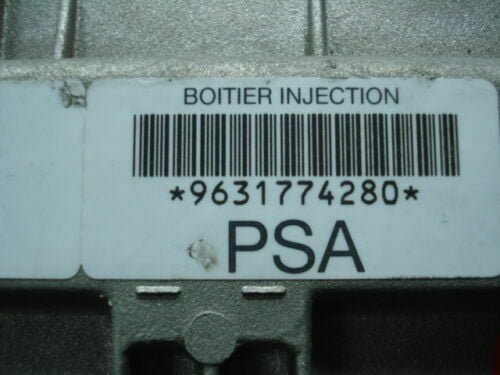 BOITIER INJECTION
*9631774280*
PSA